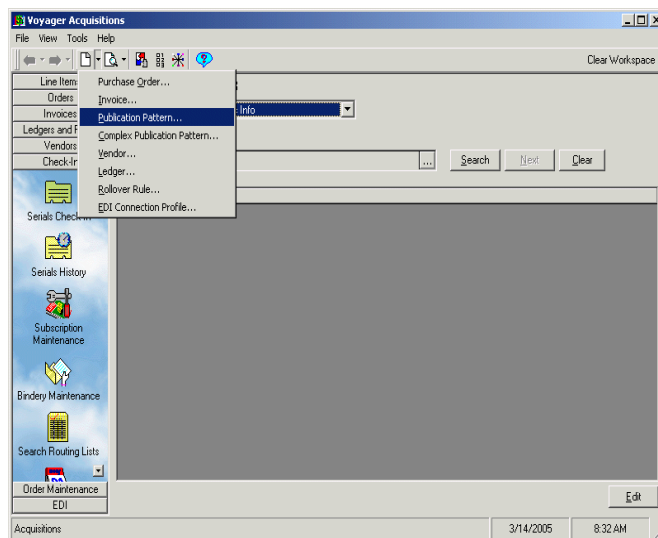 Voyager Acquisitions
File View Tools Help
Clear Workspace
Line Item
Orders
Invoices
Ledgers and F
Vendors
Check-In
Purchase Order...
Invoice...
Publication Pattern...
Complex Publication Pattern...
Vendor...
Ledger...
Rollover Rule...
EDI Connection Profile...
Info
... Search Next Clear
Serials Check-In
Serials History
Subscription
Maintenance
Bindery Maintenance
Search Routing Lists
Order Maintenance
EDI
Edit
Acquisitions 3/14/2005 8:32 AM